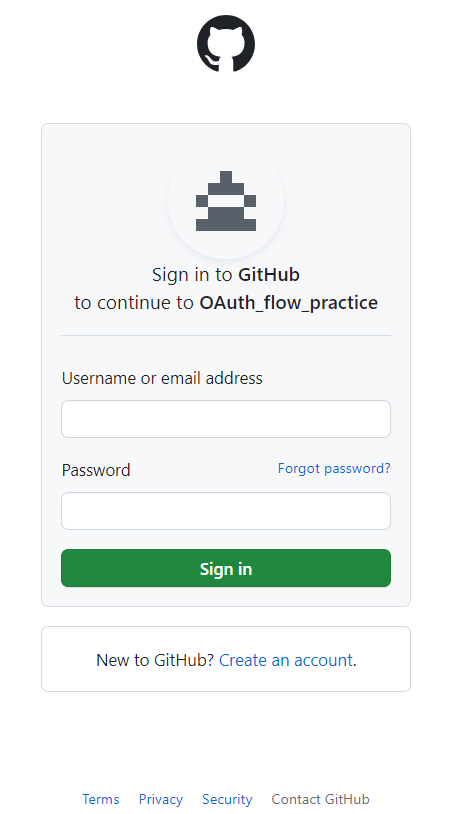 Sign in to GitHub
to continue to OAuth_flow_practice
Username or email address
Password Forgot password?
Sign in
New to GitHub? Create an account.
Terms Privacy Security Contact GitHub